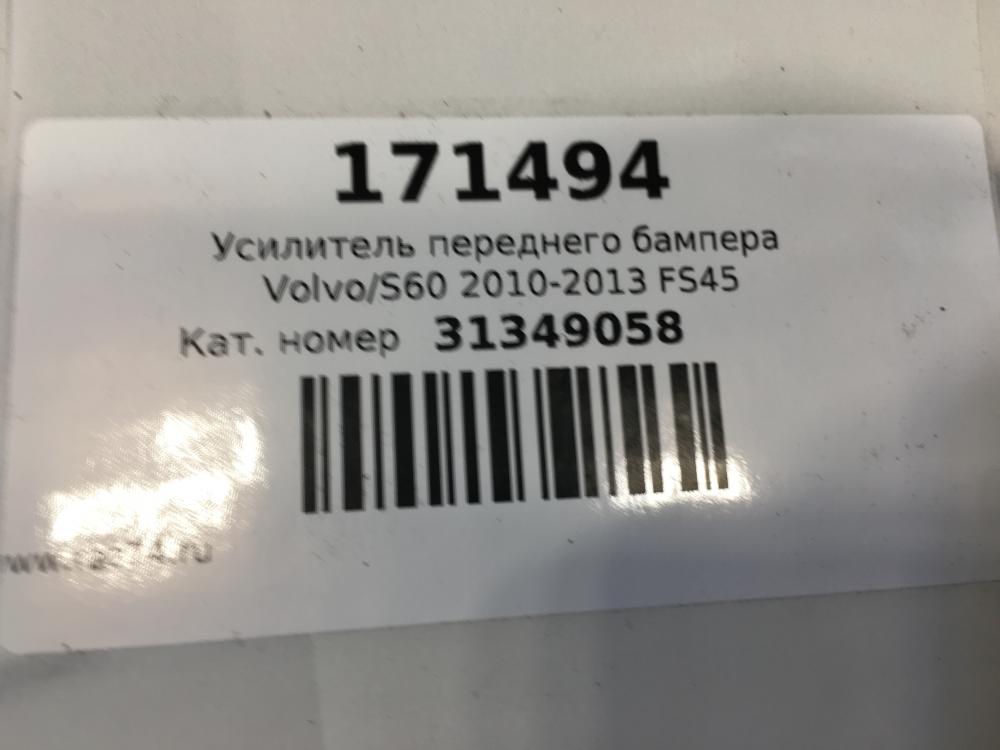 171494
Усилитель переднего бампера
Volvo/S60 2010-2013 FS45
Кат. номер 31349058